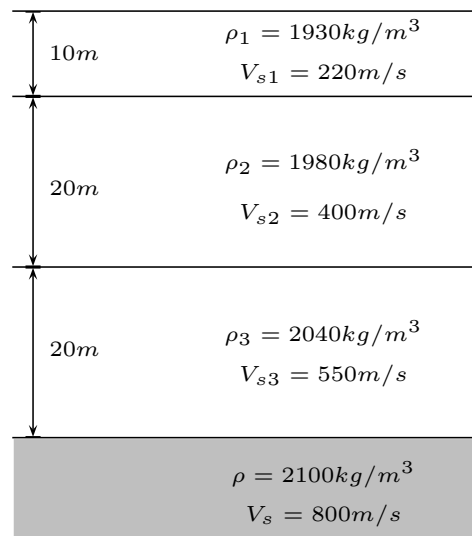 10m
ρ₁ = 1930kg/m³
Vₛ₁ = 220m/s
20m
ρ₂ = 1980kg/m³
Vₛ₂ = 400m/s
20m
ρ₃ = 2040kg/m³
Vₛ₃ = 550m/s
ρ = 2100kg/m³
Vₛ = 800m/s